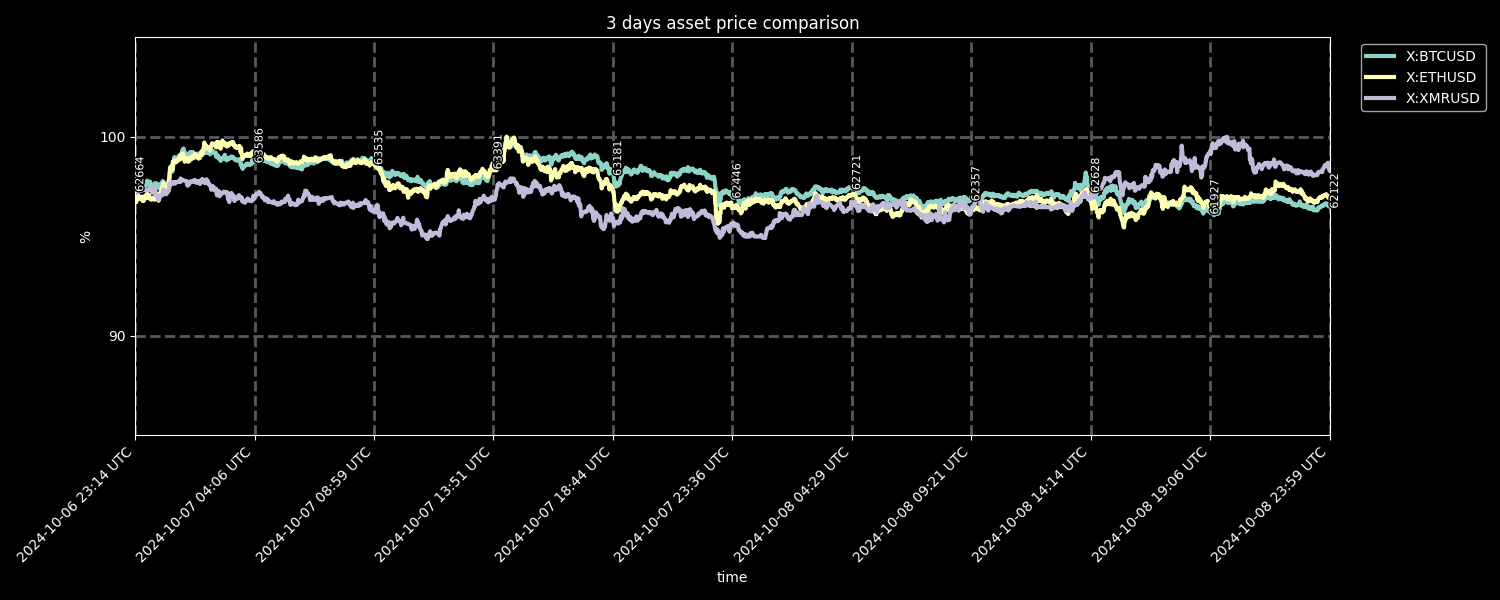 3 days asset price comparison
X:BTCUSD
X:ETHUSD
X:XMRUSD
100
90
%
62664
63586
63535
63391
63181
62446
62721
62357
62628
61927
62122
2024-10-06 23:14 UTC
2024-10-07 04:06 UTC
2024-10-07 08:59 UTC
2024-10-07 13:51 UTC
2024-10-07 18:44 UTC
2024-10-07 23:36 UTC
2024-10-08 04:29 UTC
2024-10-08 09:21 UTC
2024-10-08 14:14 UTC
2024-10-08 19:06 UTC
2024-10-08 23:59 UTC
time